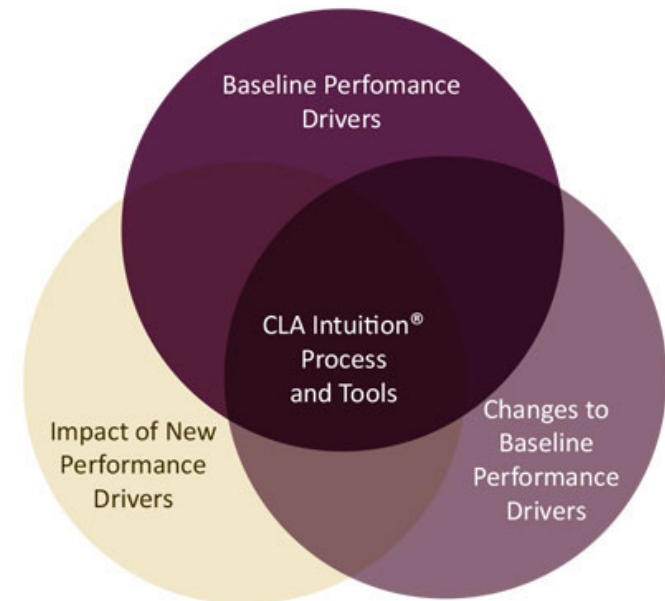 Baseline Perfomance
Drivers
CLA Intuition®
Process
and Tools
Impact of New
Performance
Drivers
Changes to
Baseline
Performance
Drivers